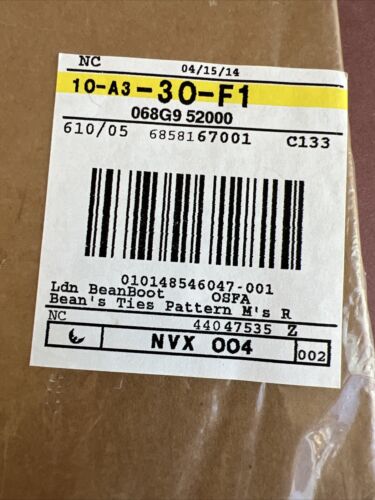 NC 04/15/14
10-A3-30-F1
068G9 52000
610/05 6858167001 C133
010148546047-001
Ldn BeanBoot OSFA
Bean's Ties Pattern M's R
NC 44047535 Z
NVX 004 002